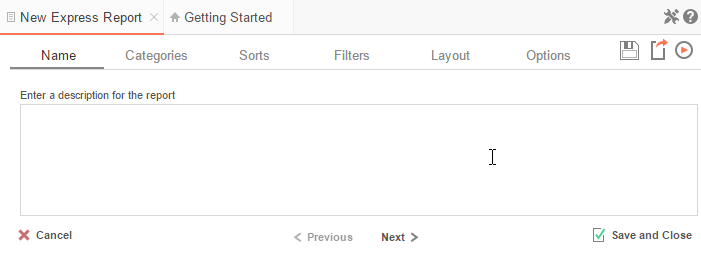 New Express Report Getting Started
Name Categories Sorts Filters Layout Options
Enter a description for the report
Cancel Previous Next Save and Close